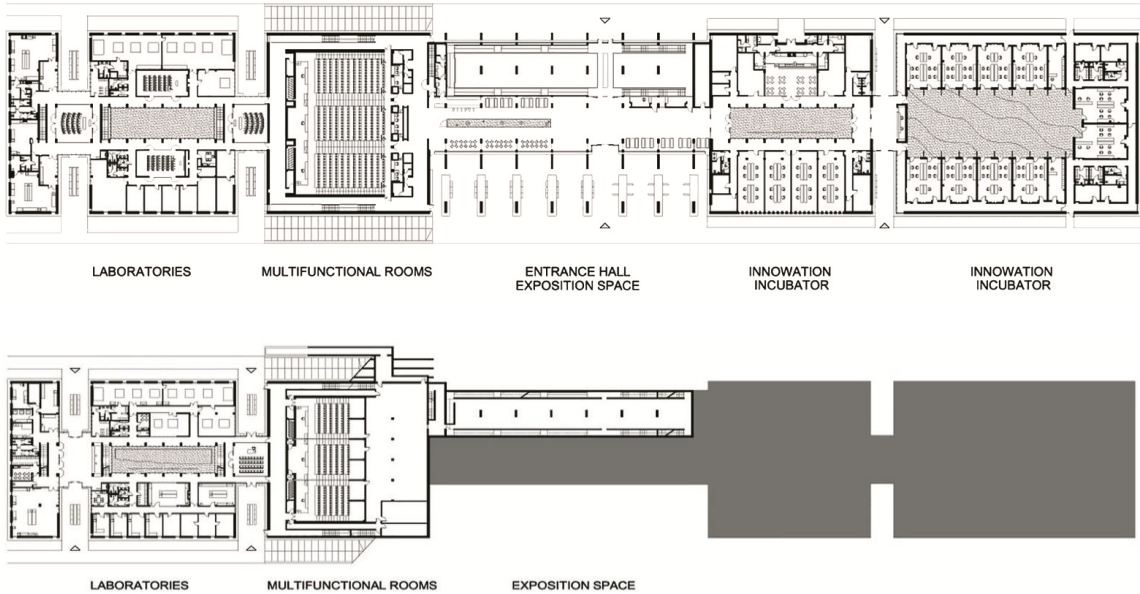 LABORATORIES
MULTIFUNCTIONAL ROOMS
ENTRANCE HALL
EXPOSITION SPACE
INNOWATION
INCUBATOR
INNOWATION
INCUBATOR
LABORATORIES
MULTIFUNCTIONAL ROOMS
EXPOSITION SPACE